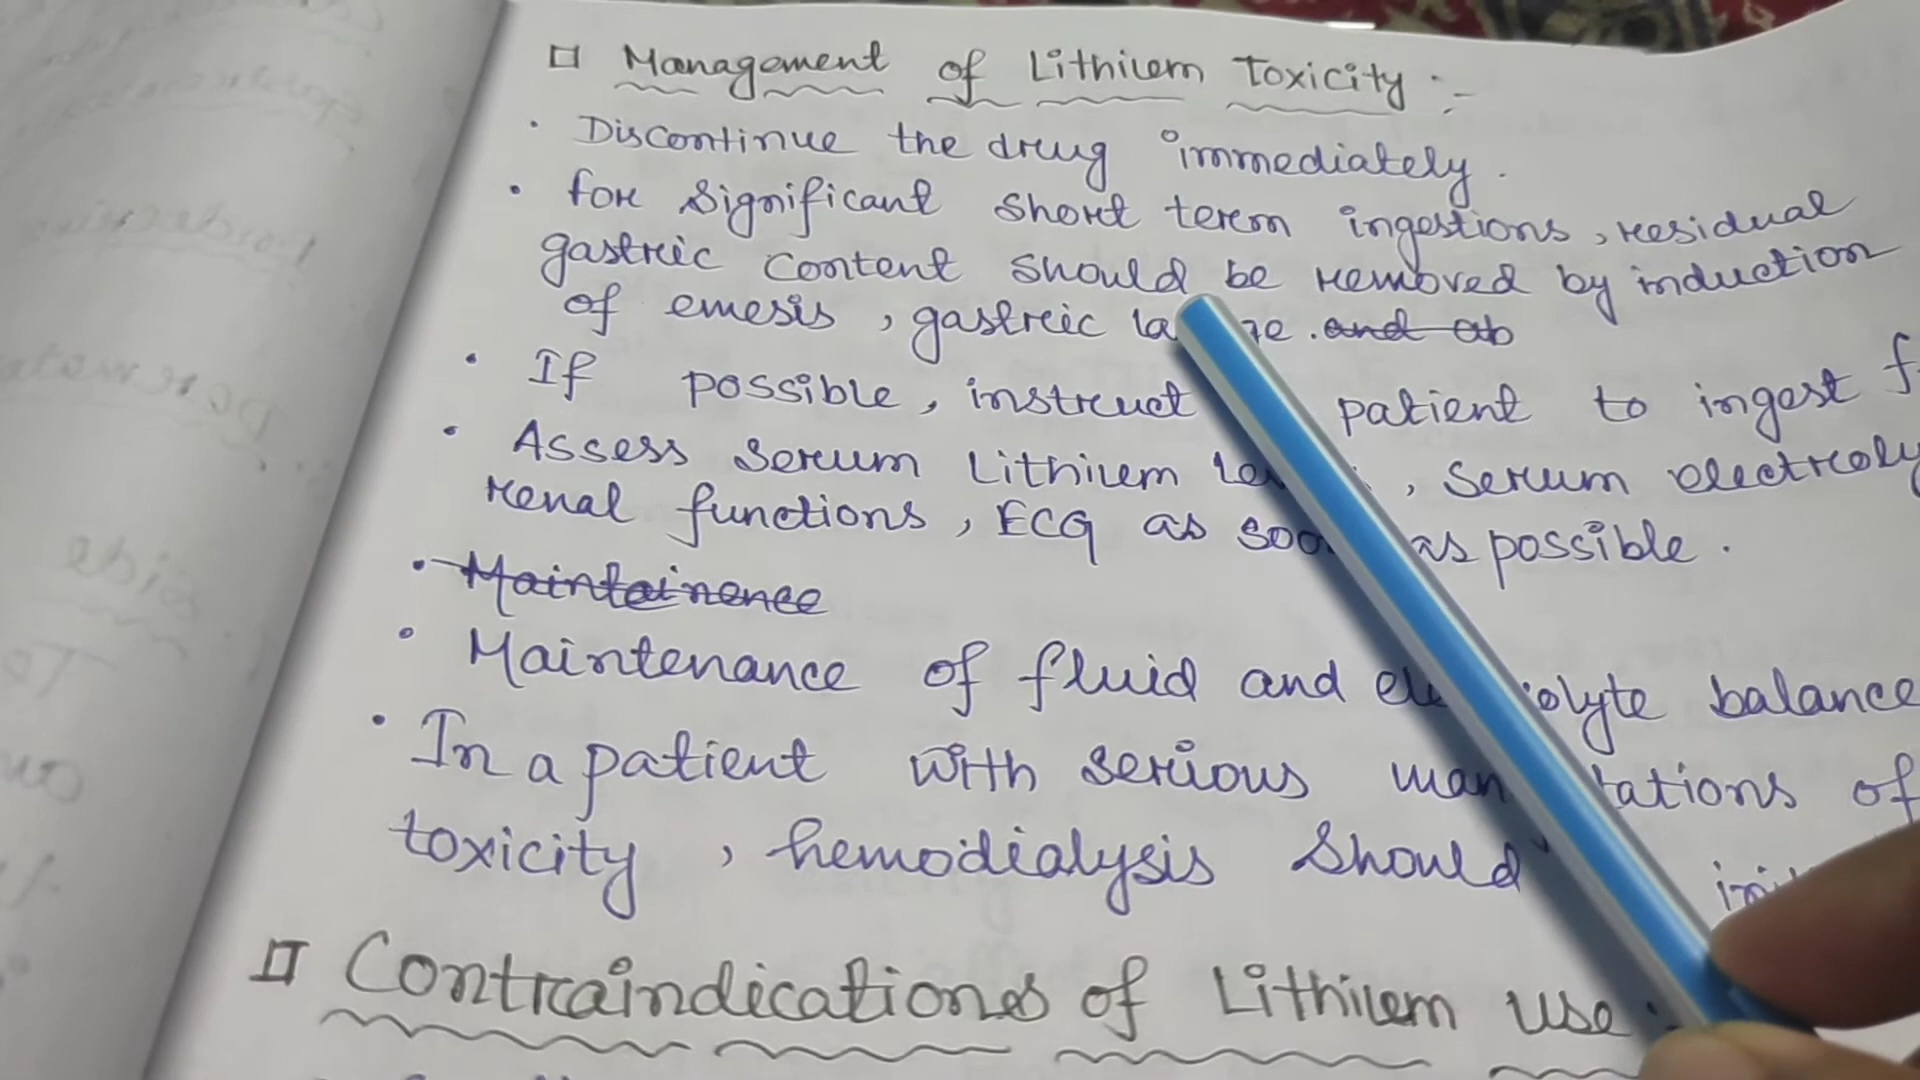 Management of Lithium Toxicity :-
• Discontinue the drug immediately.
• for significant short term ingestions, residual
gastric content should be removed by induction
of emesis, gastric . and ab
• If possible, instruct patient to ingest
• Assess serum Lithium , serum
renal functions, ECG as as possible.
• Maintainence
• Maintenance of fluid and balance
• In a patient with serious of
toxicity, hemodialysis should
Contraindications of Lithium use :